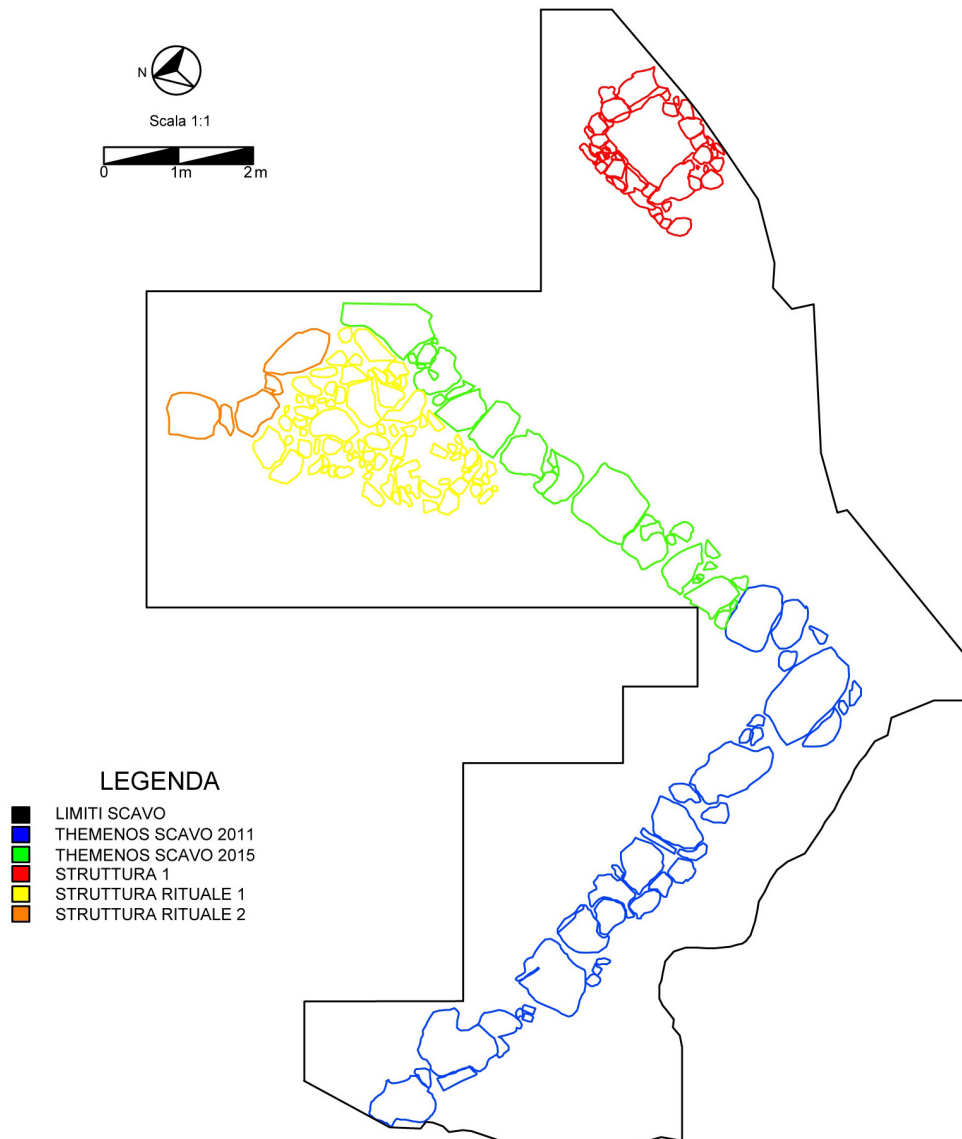 N
Scala 1:1
0 1m 2m
LEGENDA
LIMITI SCAVO
THEMENOS SCAVO 2011
THEMENOS SCAVO 2015
STRUTTURA 1
STRUTTURA RITUALE 1
STRUTTURA RITUALE 2